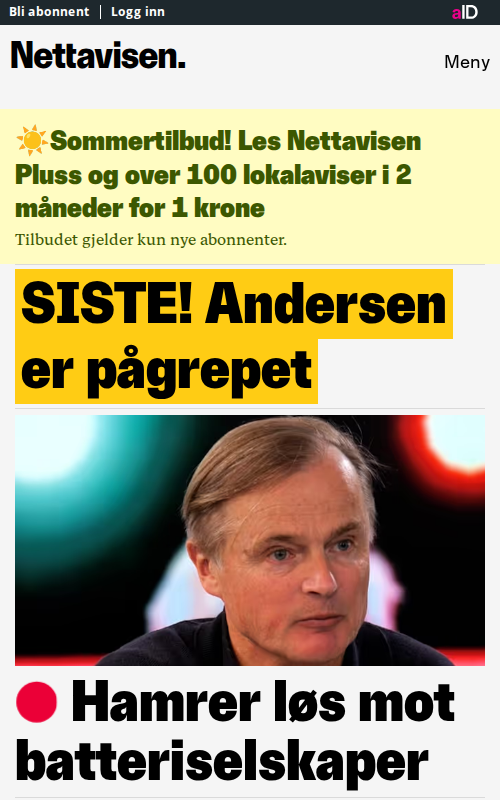 Bli abonnent | Logg inn
aID
Nettavisen.
Meny
☀️Sommertilbud! Les Nettavisen
Pluss og over 100 lokalaviser i 2
måneder for 1 krone
Tilbudet gjelder kun nye abonnenter.
SISTE! Andersen
er pågrepet
🔴 Hamrer løs mot
batteriselskaper